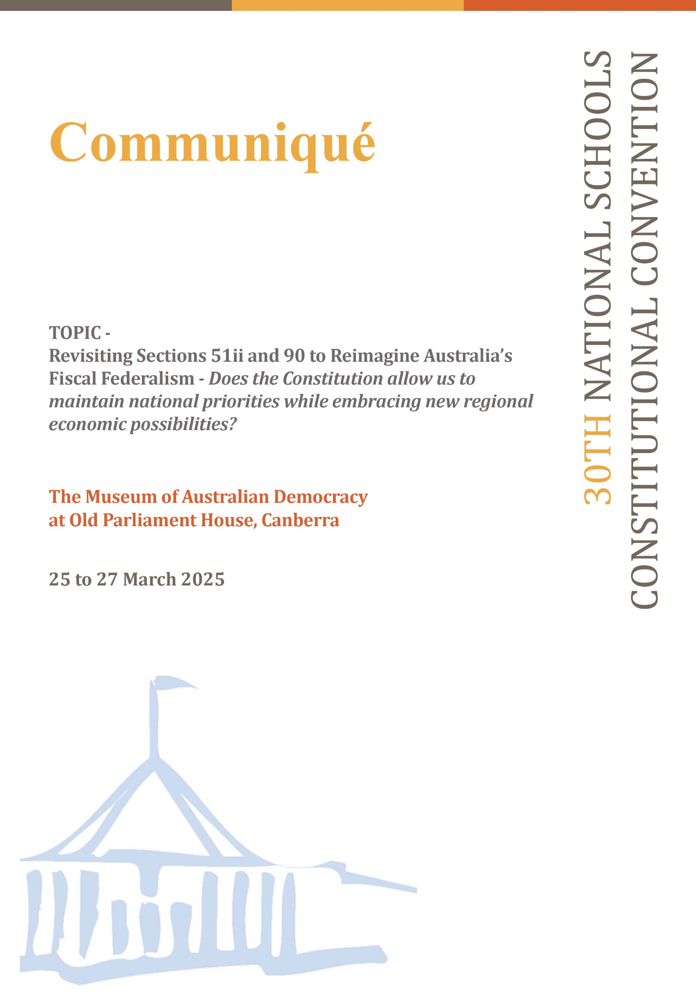 Communiqué
TOPIC -
Revisiting Sections 51ii and 90 to Reimagine Australia’s
Fiscal Federalism - Does the Constitution allow us to
maintain national priorities while embracing new regional
economic possibilities?
The Museum of Australian Democracy
at Old Parliament House, Canberra
25 to 27 March 2025
30TH NATIONAL SCHOOLS
CONSTITUTIONAL CONVENTION